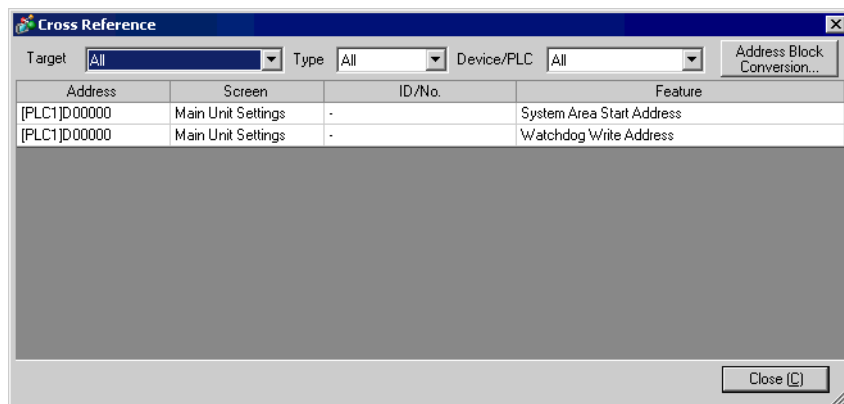 Cross Reference
Target All Type All Device/PLC All Address Block Conversion...
Address Screen ID/No. Feature
[PLC1]D00000 Main Unit Settings - System Area Start Address
[PLC1]D00000 Main Unit Settings - Watchdog Write Address
Close (C)